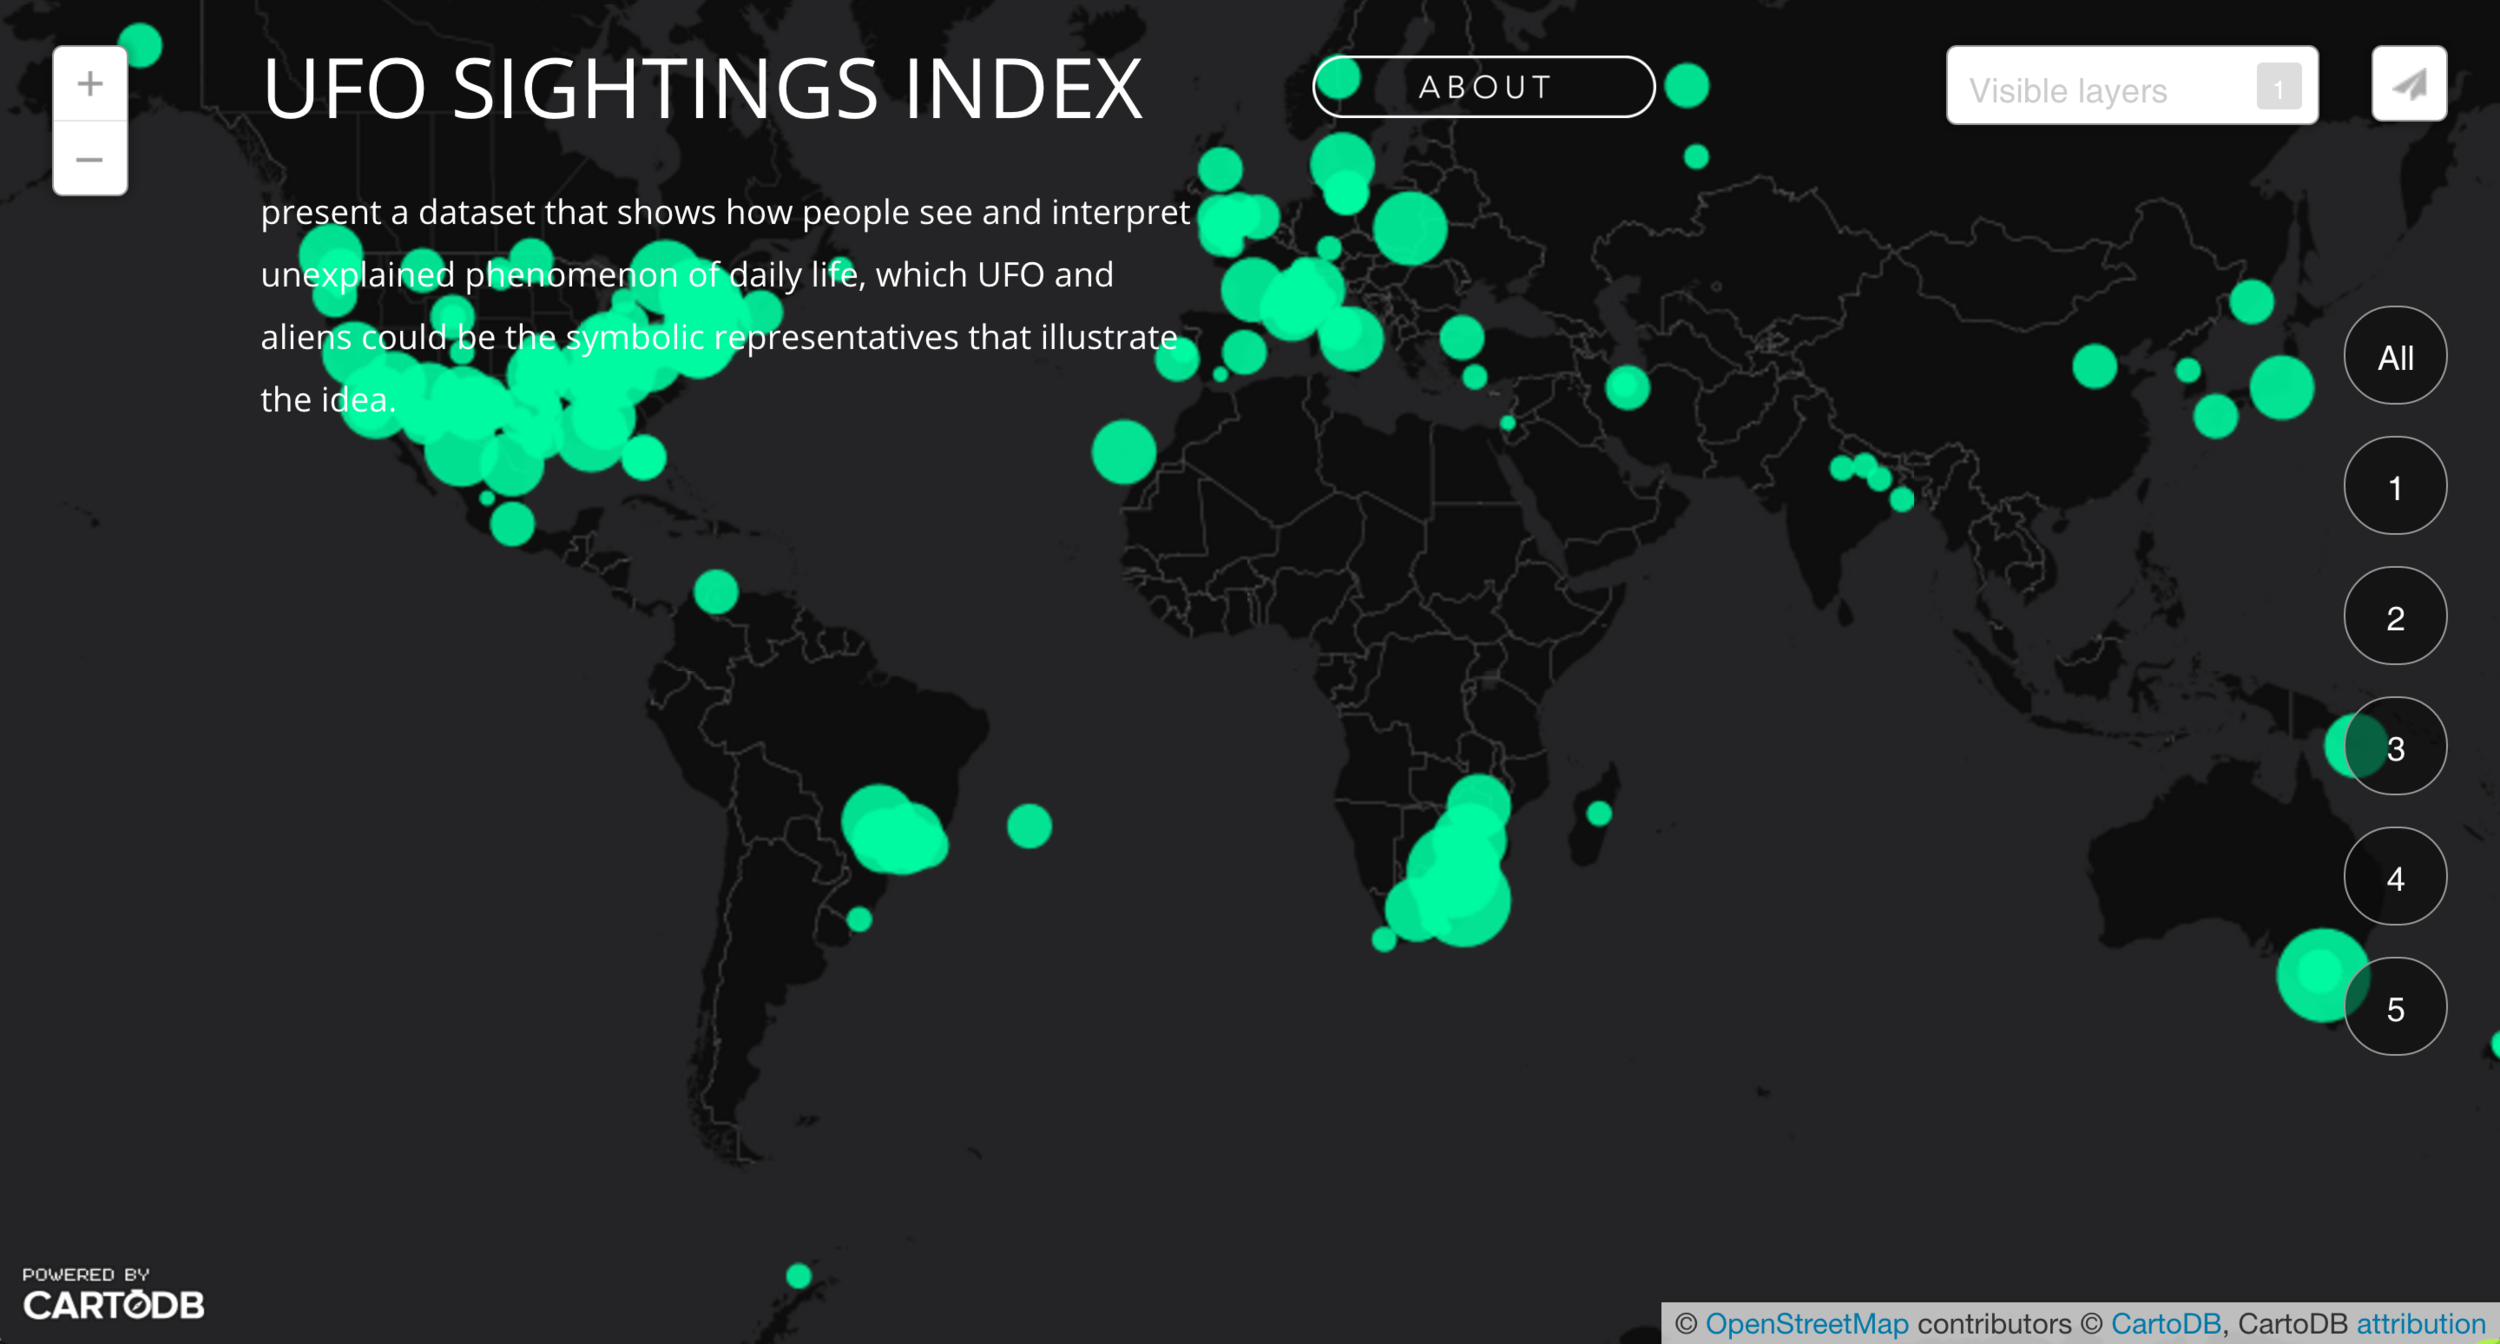 +
−
UFO SIGHTINGS INDEX
ABOUT
Visible layers 1
present a dataset that shows how people see and interpret
unexplained phenomenon of daily life, which UFO and
aliens could be the symbolic representatives that illustrate
the idea.
All
1
2
3
4
5
POWERED BY
CARTODB
© OpenStreetMap contributors © CartoDB, CartoDB attribution